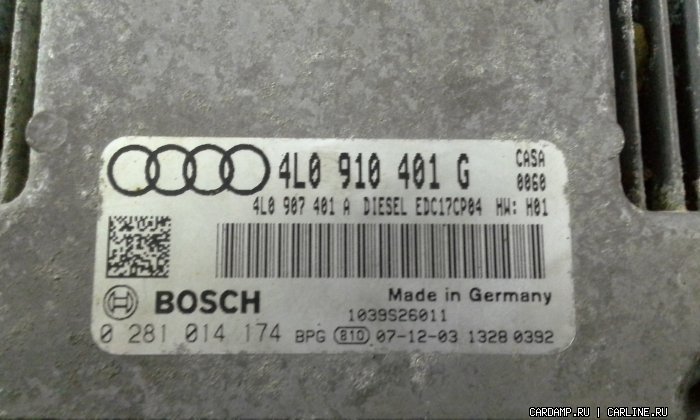 4L0 910 401 G CASA
0060
4L0 907 401 A DIESEL EDC17CP04 HW: H01
BOSCH
Made in Germany
1039S26011
0 281 014 174 BPG 810 07-12-03 1328 0392
CARDAMP.RU / CARLINE.RU